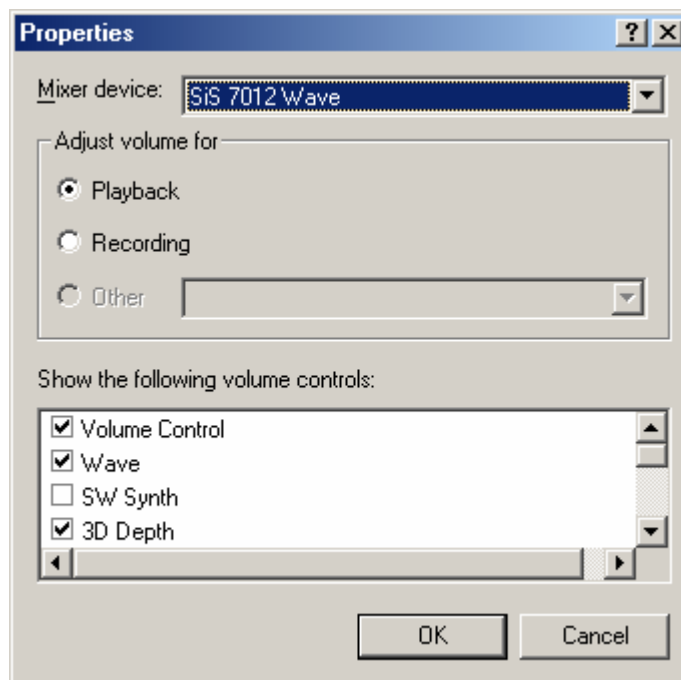 Properties
Mixer device: SiS 7012 Wave
Adjust volume for
Playback
Recording
Other
Show the following volume controls:
Volume Control
Wave
SW Synth
3D Depth
OK Cancel